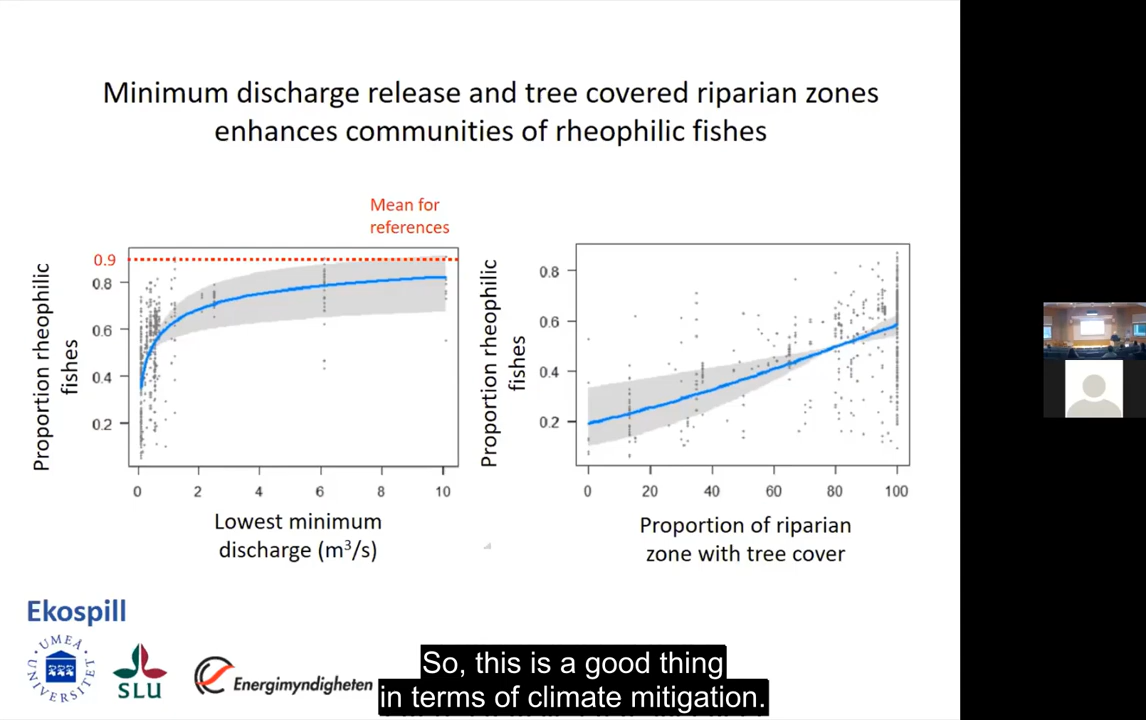 Minimum discharge release and tree covered riparian zones
enhances communities of rheophilic fishes
Mean for
references
Proportion rheophilic
fishes
0.9
0.8
0.6
0.4
0.2
0 2 4 6 8 10
Lowest minimum
discharge (m³/s)
Proportion rheophilic
fishes
0.8
0.6
0.4
0.2
0 20 40 60 80 100
Proportion of riparian
zone with tree cover
Ekospill
UMEÅ
UNIVERSITET
SLU
Energimyndigheten
So, this is a good thing
in terms of climate mitigation.